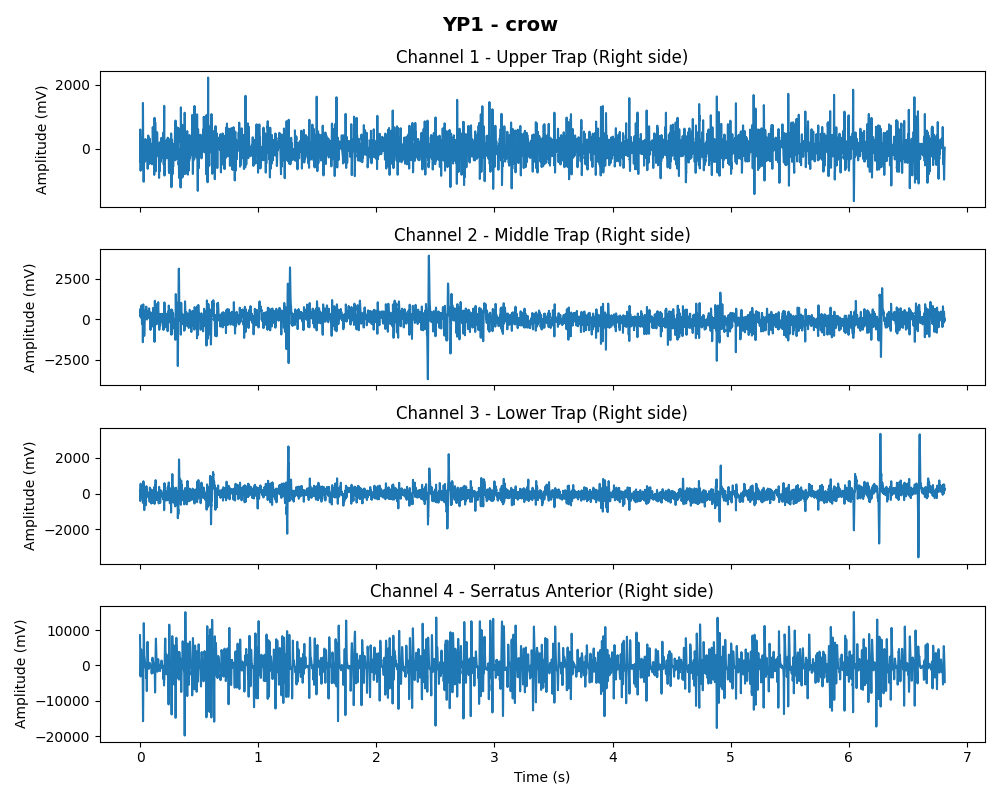 YP1 - crow
Channel 1 - Upper Trap (Right side)
2000
0
Amplitude (mV)
Channel 2 - Middle Trap (Right side)
2500
0
−2500
Amplitude (mV)
Channel 3 - Lower Trap (Right side)
2000
0
−2000
Amplitude (mV)
Channel 4 - Serratus Anterior (Right side)
10000
0
−10000
−20000
Amplitude (mV)
0 1 2 3 4 5 6 7
Time (s)